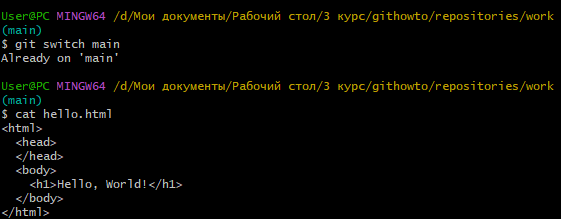 User@PC MINGW64 /d/Мои документы/Рабочий стол/3 курс/githowto/repositories/work
(main)
$ git switch main
Already on 'main'

User@PC MINGW64 /d/Мои документы/Рабочий стол/3 курс/githowto/repositories/work
(main)
$ cat hello.html
<html>
  <head>
  </head>
  <body>
    <h1>Hello, World!</h1>
  </body>
</html>